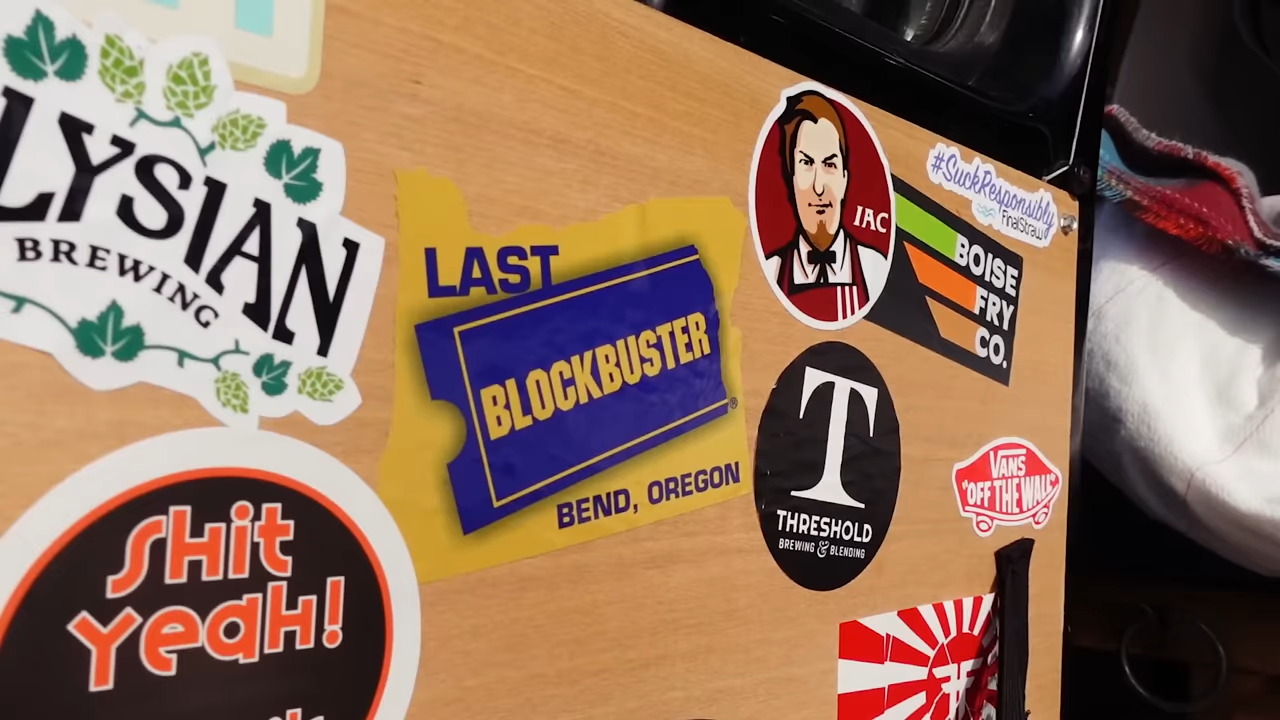 LYSIAN
BREWING
LAST
BLOCKBUSTER
®
BEND, OREGON
IAC
#SuckResponsibly
FinalStraw
BOISE
FRY
CO.
T
THRESHOLD
BREWING & BLENDING
VANS
"OFF THE WALL"
Shit
Yeah!